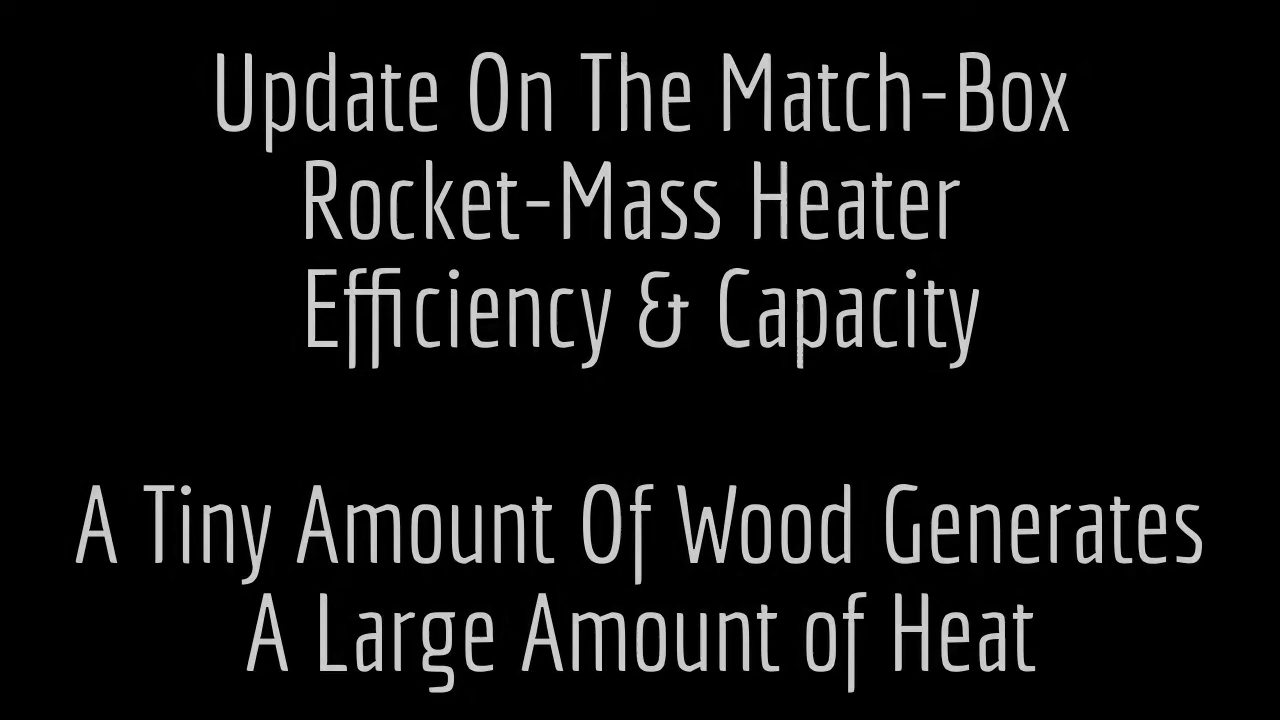 Update On The Match-Box
Rocket-Mass Heater
Efficiency & Capacity
A Tiny Amount Of Wood Generates
A Large Amount of Heat